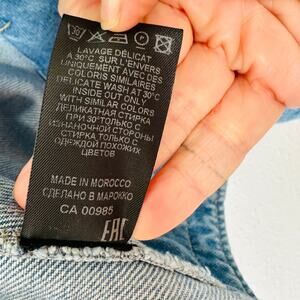 30
P
LAVAGE DÉLICAT
A 30°C SUR L'ENVERS
UNIQUEMENT AVEC DES
COLORIS SIMILAIRES
DELICATE WASH AT 30°C
INSIDE OUT ONLY
WITH SIMILAR COLORS
ДЕЛИКАТНАЯ СТИРКА
ПРИ 30° ТОЛЬКО С
ИЗНАНОЧНОЙ СТОРОНЫ
СТИРКА ТОЛЬКО С
ОДЕЖДОЙ ПОХОЖИХ
ЦВЕТОВ
MADE IN MOROCCO
СДЕЛАНО В МАРОККО
CA 00985
EAC